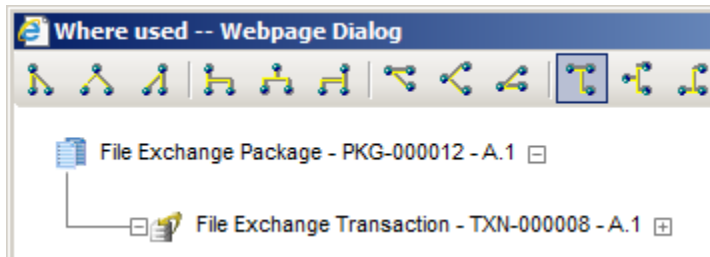 Where used -- Webpage Dialog
File Exchange Package - PKG-000012 - A.1
File Exchange Transaction - TXN-000008 - A.1